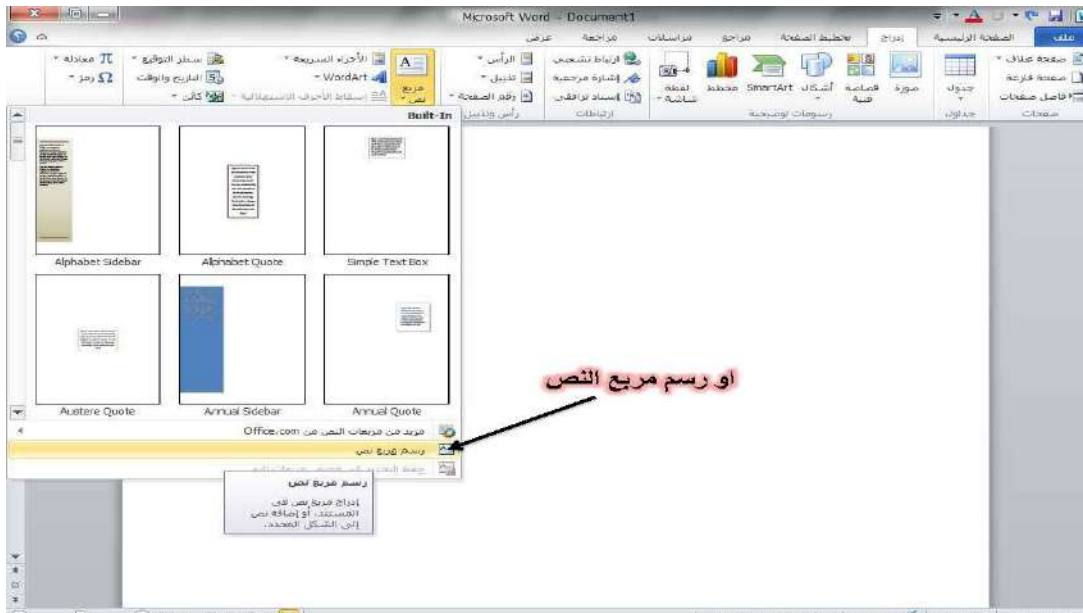 Microsoft Word - Document1
ملف
الصفحة الرئيسية
إدراج
تخطيط الصفحة
مراجع
مراسلات
مراجعة
عرض
صفحة غلاف
صفحة فارغة
فاصل صفحات
صفحات
جدول
جداول
صورة
قصاصة فنية
أشكال
SmartArt
مخطط
لقطة شاشة
رسومات توضيحية
ارتباط تشعبي
إشارة مرجعية
إسناد ترافقي
ارتباطات
الرأس
تذييل
رقم الصفحة
رأس وتذييل
مربع نص
الأجزاء السريعة
WordArt
إسقاط الأحرف الاستهلالية
سطر التوقيع
التاريخ والوقت
كائن
معادلة π
رمز Ω
Built-In
Simple Text Box
Alphabet Quote
Alphabet Sidebar
Annual Quote
Annual Sidebar
Austere Quote
مزيد من مربعات النص من Office.com
رسم مربع نص
رسم مربع نص
إدراج مربع نص في
المستند، أو إضافة نص
إلى الشكل المحدد.
او رسم مربع النص